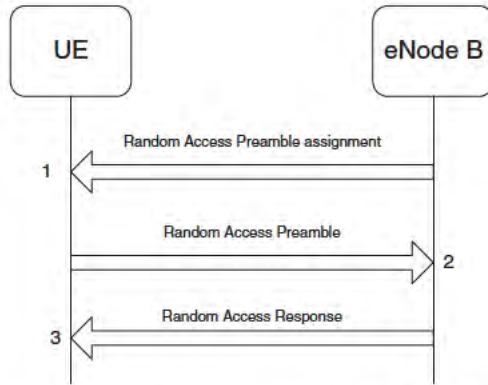 UE
eNode B
Random Access Preamble assignment
1
Random Access Preamble
2
Random Access Response
3